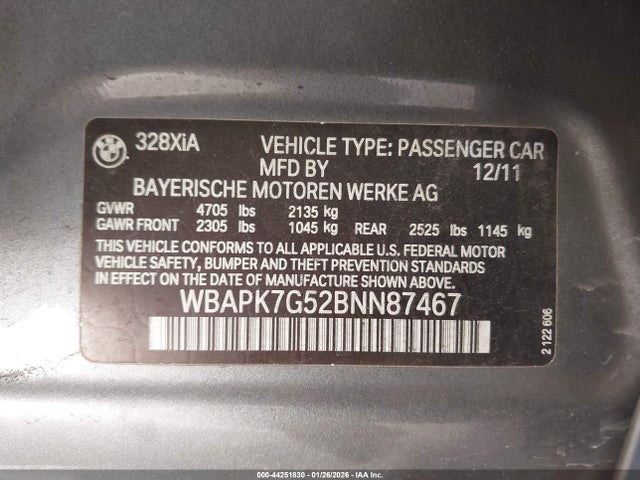 328XiA VEHICLE TYPE: PASSENGER CAR
MFD BY 12/11
BAYERISCHE MOTOREN WERKE AG
GVWR 4705 lbs 2135 kg
GAWR FRONT 2305 lbs 1045 kg REAR 2525 lbs 1145 kg
THIS VEHICLE CONFORMS TO ALL APPLICABLE U.S. FEDERAL MOTOR
VEHICLE SAFETY, BUMPER AND THEFT PREVENTION STANDARDS
IN EFFECT ON THE DATE OF MANUFACTURE SHOWN ABOVE.
WBAPK7G52BNN87467
2 122 606
000-44251830 - 01/26/2026 - IAA Inc.